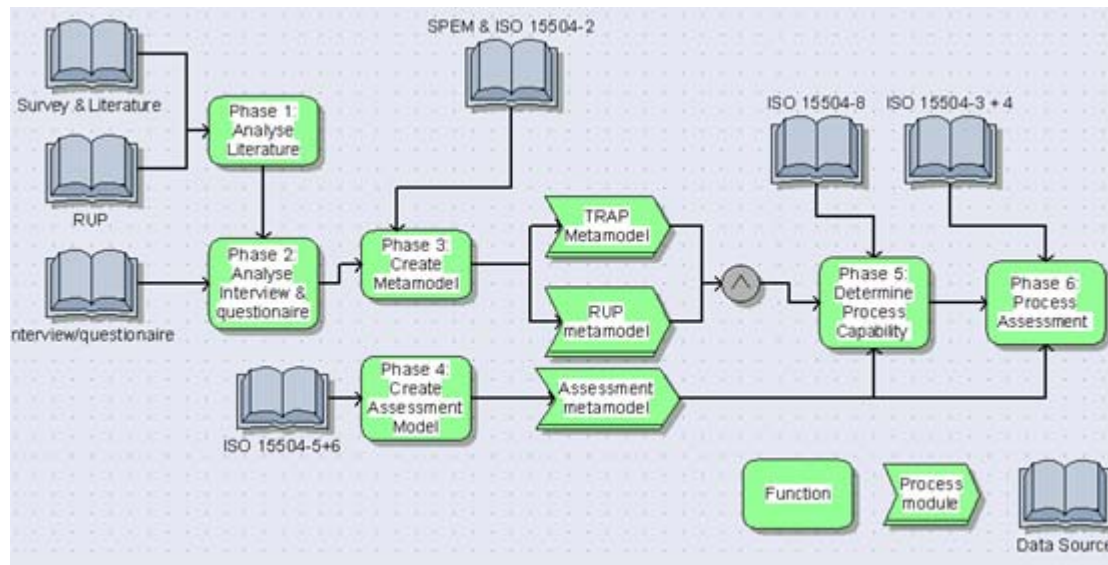 SPEM & ISO 15504-2
Survey & Literature
Phase 1:
Analyse
Literature
ISO 15504-8
ISO 15504-3 + 4
RUP
TRAP
Metamodel
Phase 2:
Analyse
Interview &
questionaire
Phase 3:
Create
Metamodel
Phase 5:
Determine
Process
Capability
Phase 6:
Process
Assessment
RUP
metamodel
nterview/questionaire
Phase 4:
Create
Assessment
Model
Assessment
metamodel
ISO 15504-5+6
Function
Process
module
Data Source